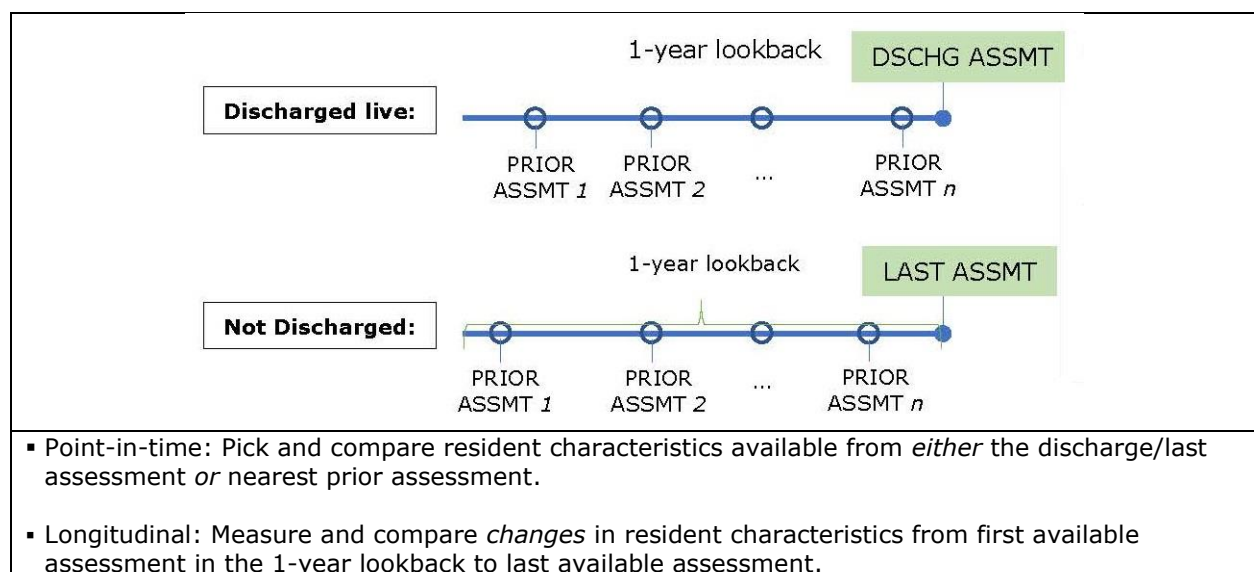 1-year lookback
DSCHG ASSMT
Discharged live:
PRIOR
ASSMT 1
PRIOR
ASSMT 2
...
PRIOR
ASSMT n
1-year lookback
LAST ASSMT
Not Discharged:
PRIOR
ASSMT 1
PRIOR
ASSMT 2
...
PRIOR
ASSMT n
▪ Point-in-time: Pick and compare resident characteristics available from either the discharge/last
assessment or nearest prior assessment.
▪ Longitudinal: Measure and compare changes in resident characteristics from first available
assessment in the 1-year lookback to last available assessment.